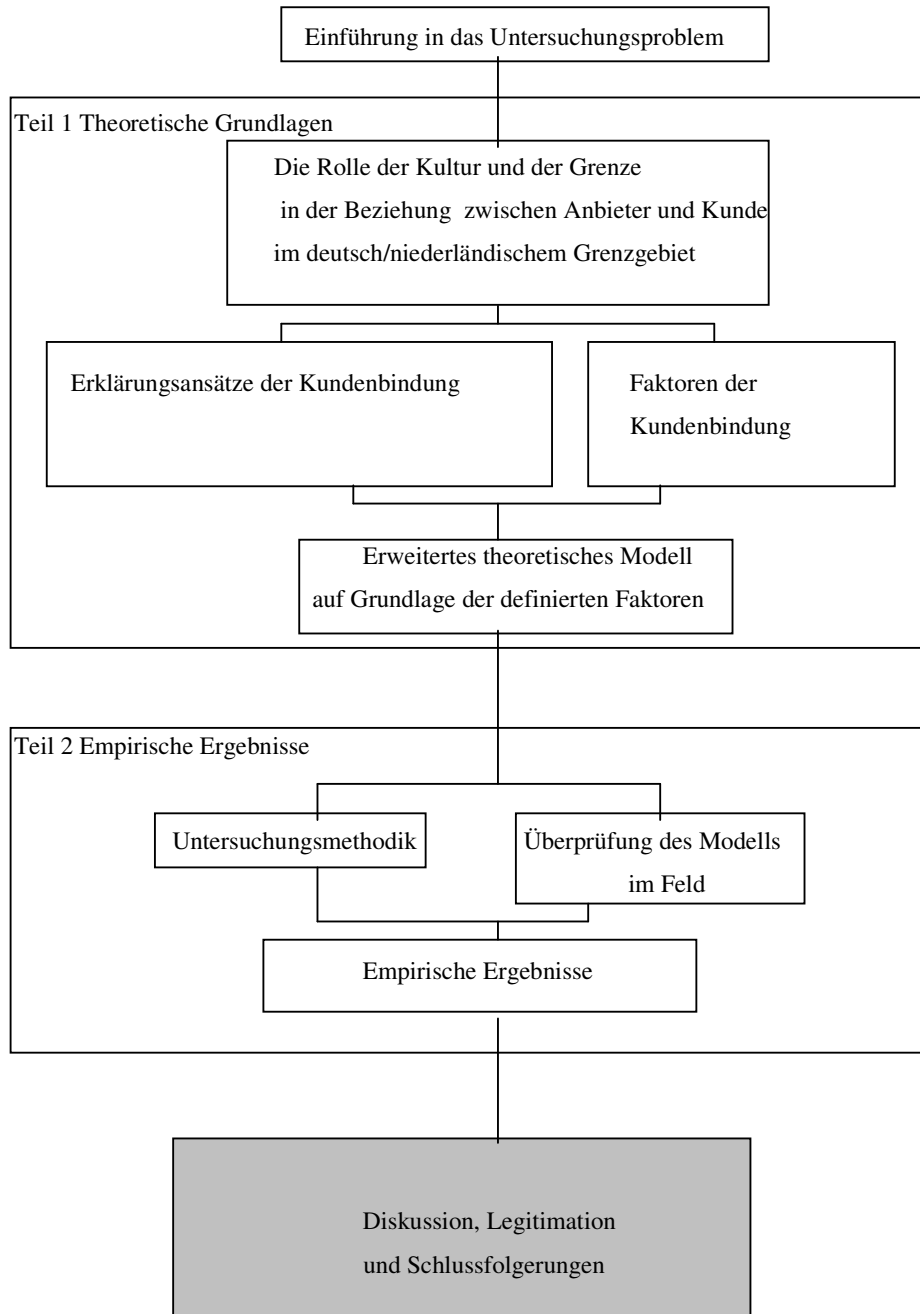 Einführung in das Untersuchungsproblem
Teil 1 Theoretische Grundlagen
Die Rolle der Kultur und der Grenze
in der Beziehung zwischen Anbieter und Kunde
im deutsch/niederländischem Grenzgebiet
Erklärungsansätze der Kundenbindung
Faktoren der
Kundenbindung
Erweitertes theoretisches Modell
auf Grundlage der definierten Faktoren
Teil 2 Empirische Ergebnisse
Untersuchungsmethodik
Überprüfung des Modells
im Feld
Empirische Ergebnisse
Diskussion, Legitimation
und Schlussfolgerungen